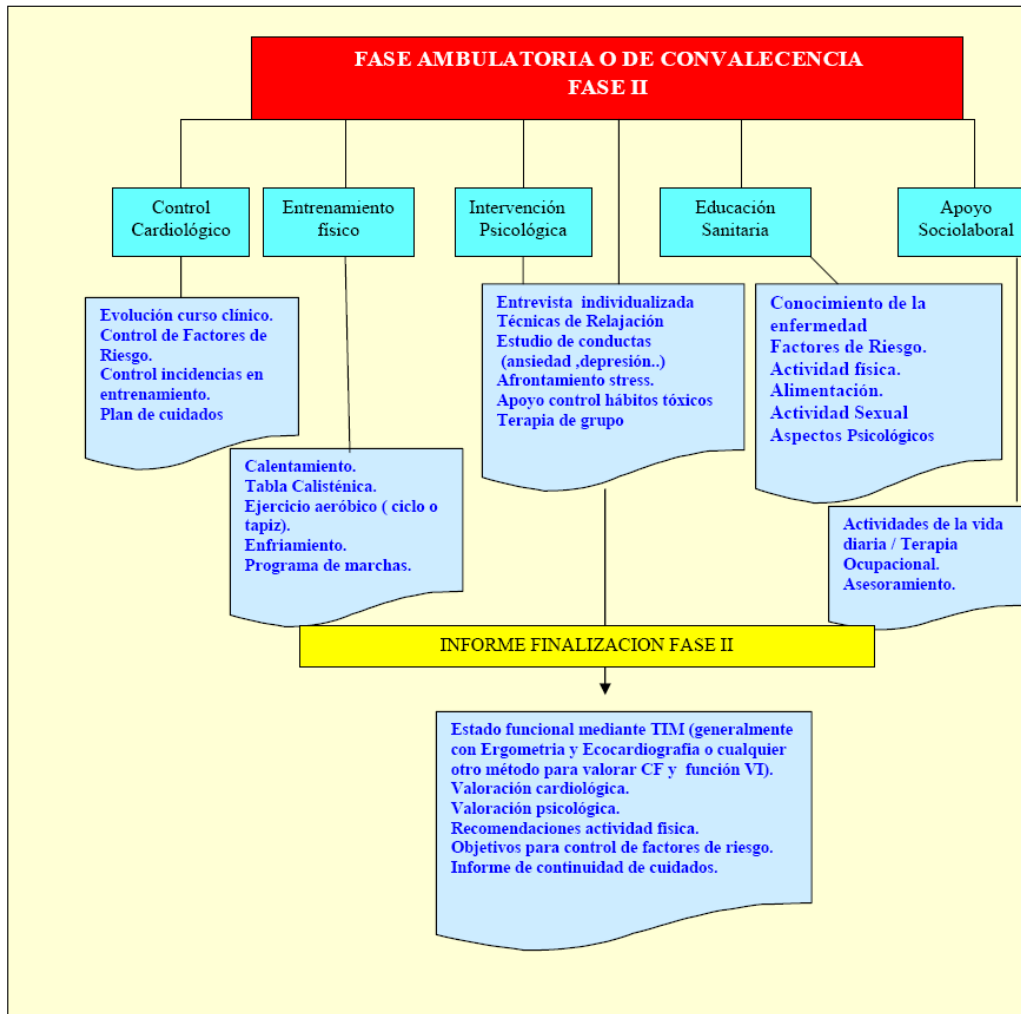 FASE AMBULATORIA O DE CONVALECENCIA
FASE II
Control
Cardiológico
Entrenamiento
físico
Intervención
Psicológica
Educación
Sanitaria
Apoyo
Sociolaboral
Evolución curso clínico.
Control de Factores de
Riesgo.
Control incidencias en
entrenamiento.
Plan de cuidados
Calentamiento.
Tabla Calisténica.
Ejercicio aeróbico ( ciclo o
tapiz).
Enfriamiento.
Programa de marchas.
Entrevista individualizada
Técnicas de Relajación
Estudio de conductas
(ansiedad ,depresión..)
Afrontamiento stress.
Apoyo control hábitos tóxicos
Terapia de grupo
Conocimiento de la
enfermedad
Factores de Riesgo.
Actividad física.
Alimentación.
Actividad Sexual
Aspectos Psicológicos
Actividades de la vida
diaria / Terapia
Ocupacional.
Asesoramiento.
INFORME FINALIZACION FASE II
Estado funcional mediante TIM (generalmente
con Ergometria y Ecocardiografía o cualquier
otro método para valorar CF y función VI).
Valoración cardiológica.
Valoración psicológica.
Recomendaciones actividad física.
Objetivos para control de factores de riesgo.
Informe de continuidad de cuidados.